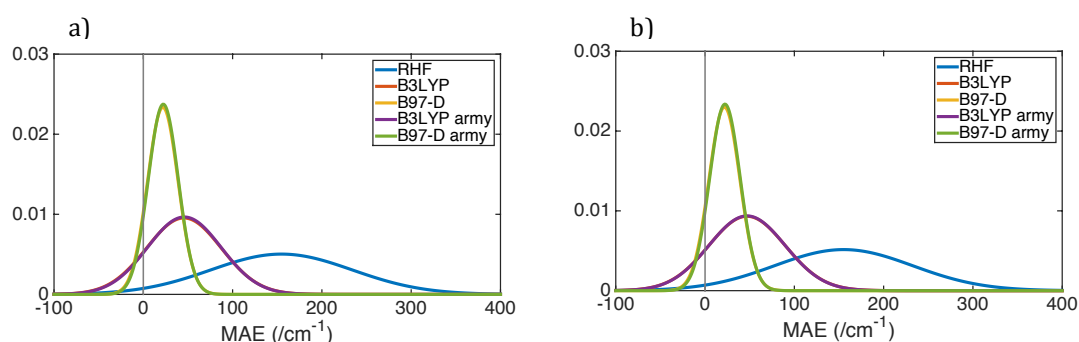 a)
0.03
0.02
0.01
0
-100
0
100
200
300
400
MAE (/cm-1)
RHF
B3LYP
B97-D
B3LYP army
B97-D army
b)
0.03
0.02
0.01
0
-100
0
100
200
300
400
MAE (/cm-1)
RHF
B3LYP
B97-D
B3LYP army
B97-D army